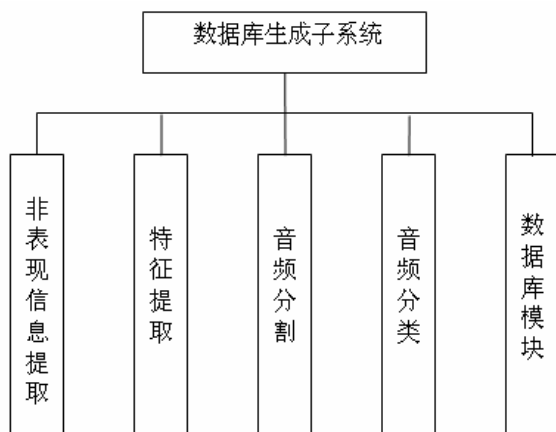 数据库生成子系统
非表现信息提取
特征提取
音频分割
音频分类
数据库模块